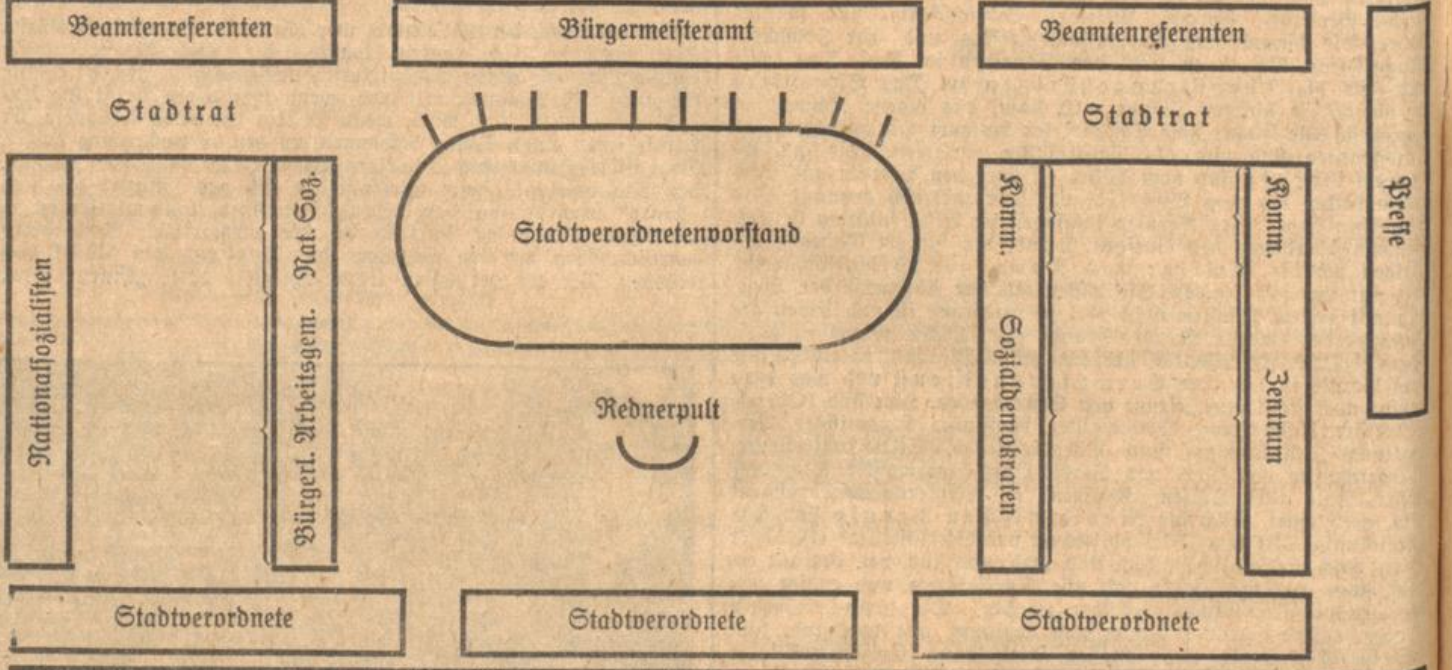 Beamtenreferenten
Bürgermeisteramt
Beamtenreferenten
Stadtrat
Stadtrat
Presse
Nationalsozialisten
Bürgerl. Arbeitsgem. Nat. Soz.
Stadtverordnetenvorstand
Komm. Sozialdemokraten
Komm. Zentrum
Rednerpult
Stadtverordnete
Stadtverordnete
Stadtverordnete